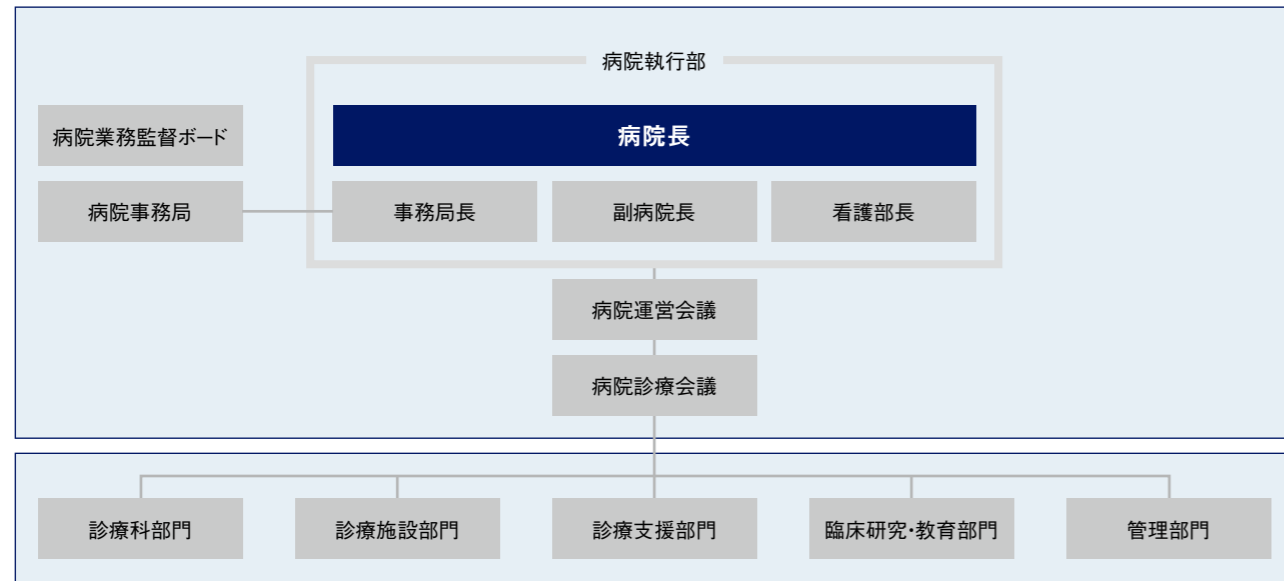 病院執行部
病院業務監督ボード
病院長
病院事務局
事務局長
副病院長
看護部長
病院運営会議
病院診療会議
診療科部門
診療施設部門
診療支援部門
臨床研究・教育部門
管理部門